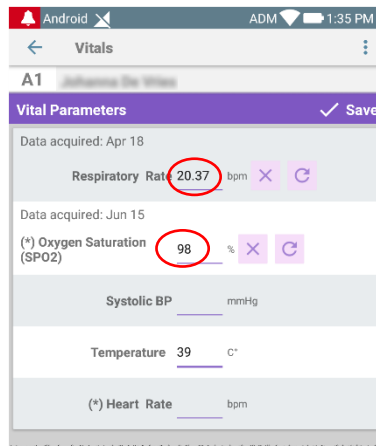 Android ADM 1:35 PM
Vitals
A1
Vital Parameters Save
Data acquired: Apr 18
Respiratory Rate 20.37 bpm
Data acquired: Jun 15
(*) Oxygen Saturation
(SPO2) 98 %
Systolic BP mmHg
Temperature 39 C°
(*) Heart Rate bpm